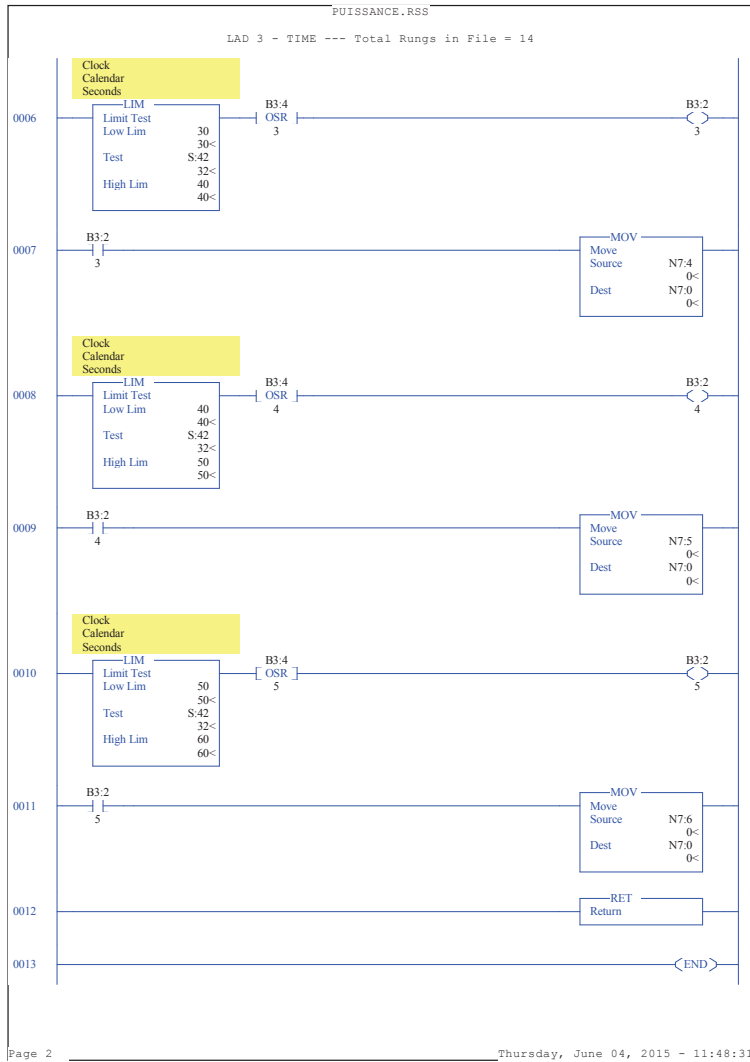 PUISSANCE.RSS
LAD 3 - TIME --- Total Rungs in File = 14
Clock
Calendar
Seconds
0006
LIM
Limit Test
Low Lim 30
30<
Test S:42
32<
High Lim 40
40<
B3:4
OSR
3
B3:2
3
0007
B3:2
3
MOV
Move
Source N7:4
0<
Dest N7:0
0<
Clock
Calendar
Seconds
0008
LIM
Limit Test
Low Lim 40
40<
Test S:42
32<
High Lim 50
50<
B3:4
OSR
4
B3:2
4
0009
B3:2
4
MOV
Move
Source N7:5
0<
Dest N7:0
0<
Clock
Calendar
Seconds
0010
LIM
Limit Test
Low Lim 50
50<
Test S:42
32<
High Lim 60
60<
B3:4
OSR
5
B3:2
5
0011
B3:2
5
MOV
Move
Source N7:6
0<
Dest N7:0
0<
0012
RET
Return
0013
END
Page 2
Thursday, June 04, 2015 - 11:48:31